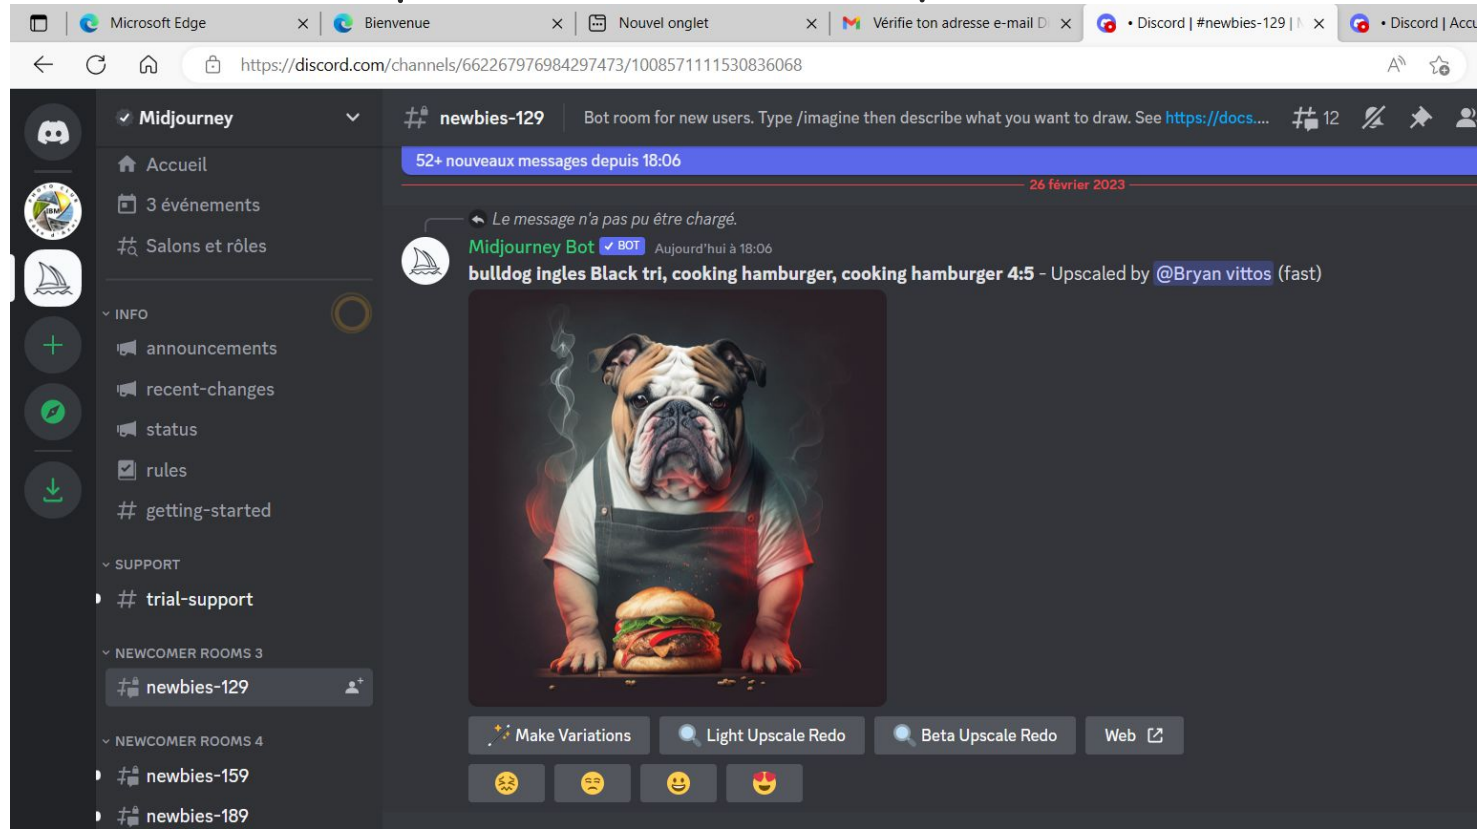 Microsoft Edge
Bienvenue
Nouvel onglet
Vérifie ton adresse e-mail D
• Discord | #newbies-129 |
• Discord | Accu
https://discord.com/channels/662267976984297473/1008571111530836068
Midjourney
newbies-129
Bot room for new users. Type /imagine then describe what you want to draw. See https://docs....
12
Accueil
3 événements
Salons et rôles
INFO
announcements
recent-changes
status
rules
getting-started
SUPPORT
trial-support
NEWCOMER ROOMS 3
newbies-129
NEWCOMER ROOMS 4
newbies-159
newbies-189
52+ nouveaux messages depuis 18:06
26 février 2023
Le message n'a pas pu être chargé.
Midjourney Bot BOT Aujourd'hui à 18:06
bulldog ingles Black tri, cooking hamburger, cooking hamburger 4:5 - Upscaled by @Bryan vittos (fast)
Make Variations
Light Upscale Redo
Beta Upscale Redo
Web